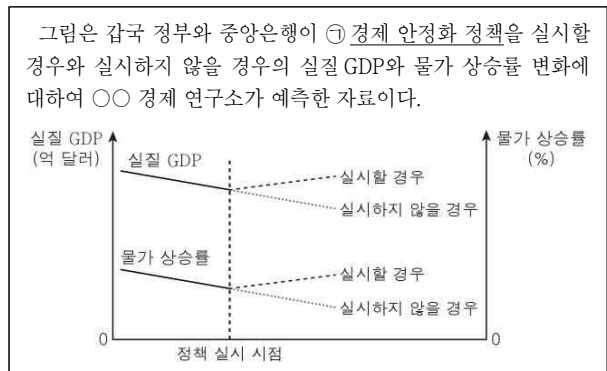 그림은 갑국 정부와 중앙은행이 ㉠ 경제 안정화 정책을 실시할
경우와 실시하지 않을 경우의 실질 GDP와 물가 상승률 변화에
대하여 ○○ 경제 연구소가 예측한 자료이다.
실질 GDP
(억 달러)
물가 상승률
(%)
실질 GDP
실시할 경우
실시하지 않을 경우
물가 상승률
실시할 경우
실시하지 않을 경우
0
0
정책 실시 시점